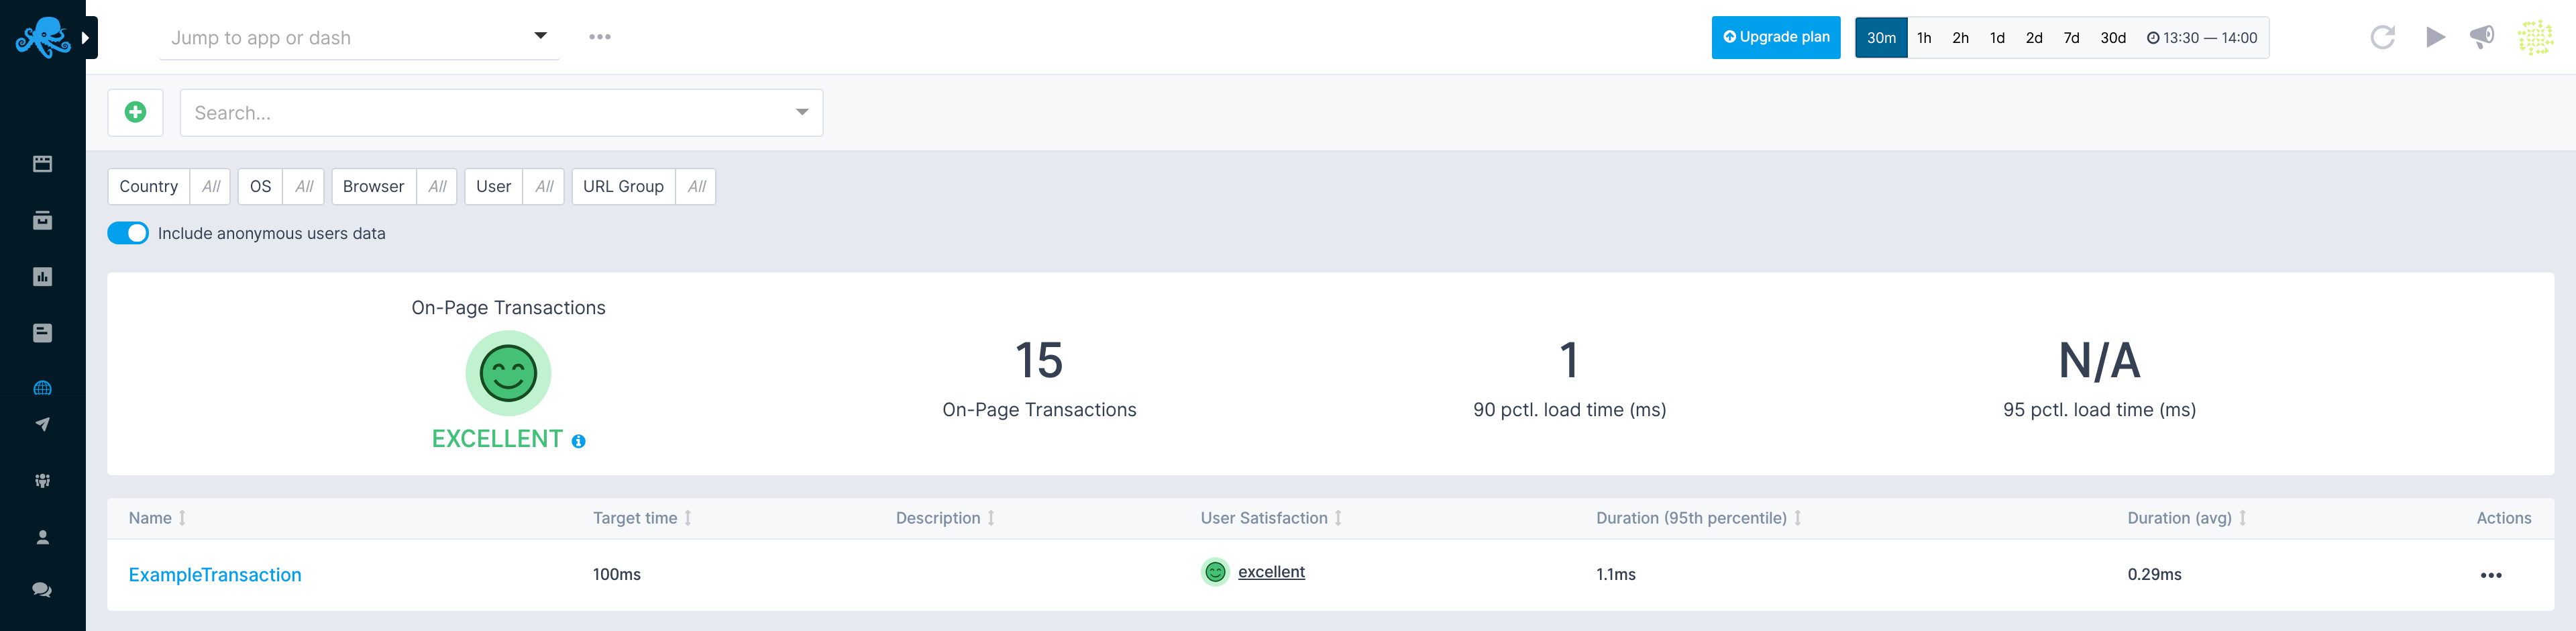 Jump to app or dash
Upgrade plan 30m 1h 2h 1d 2d 7d 30d 13:30 — 14:00
Search...
Country All OS All Browser All User All URL Group All
Include anonymous users data
On-Page Transactions
EXCELLENT
15
On-Page Transactions
1
90 pctl. load time (ms)
N/A
95 pctl. load time (ms)
Name Target time Description User Satisfaction Duration (95th percentile) Duration (avg) Actions
ExampleTransaction 100ms excellent 1.1ms 0.29ms